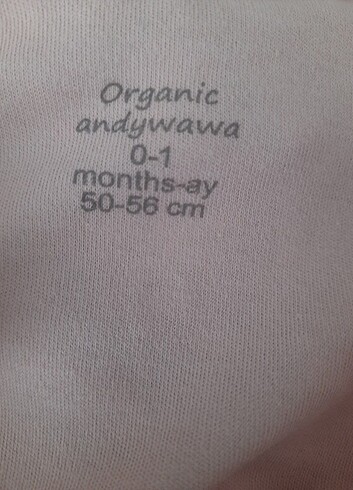 Organic
andywawa
0-1
months-ay
50-56 cm